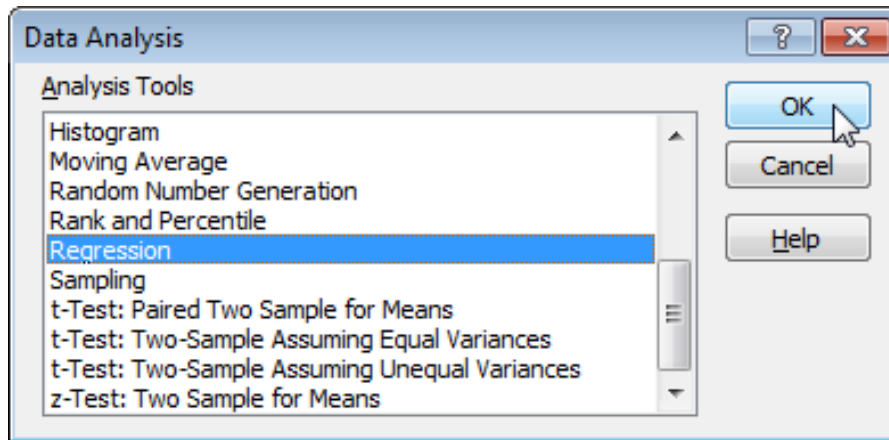 Data Analysis
?
Analysis Tools
Histogram
Moving Average
Random Number Generation
Rank and Percentile
Regression
Sampling
t-Test: Paired Two Sample for Means
t-Test: Two-Sample Assuming Equal Variances
t-Test: Two-Sample Assuming Unequal Variances
z-Test: Two Sample for Means
OK
Cancel
Help